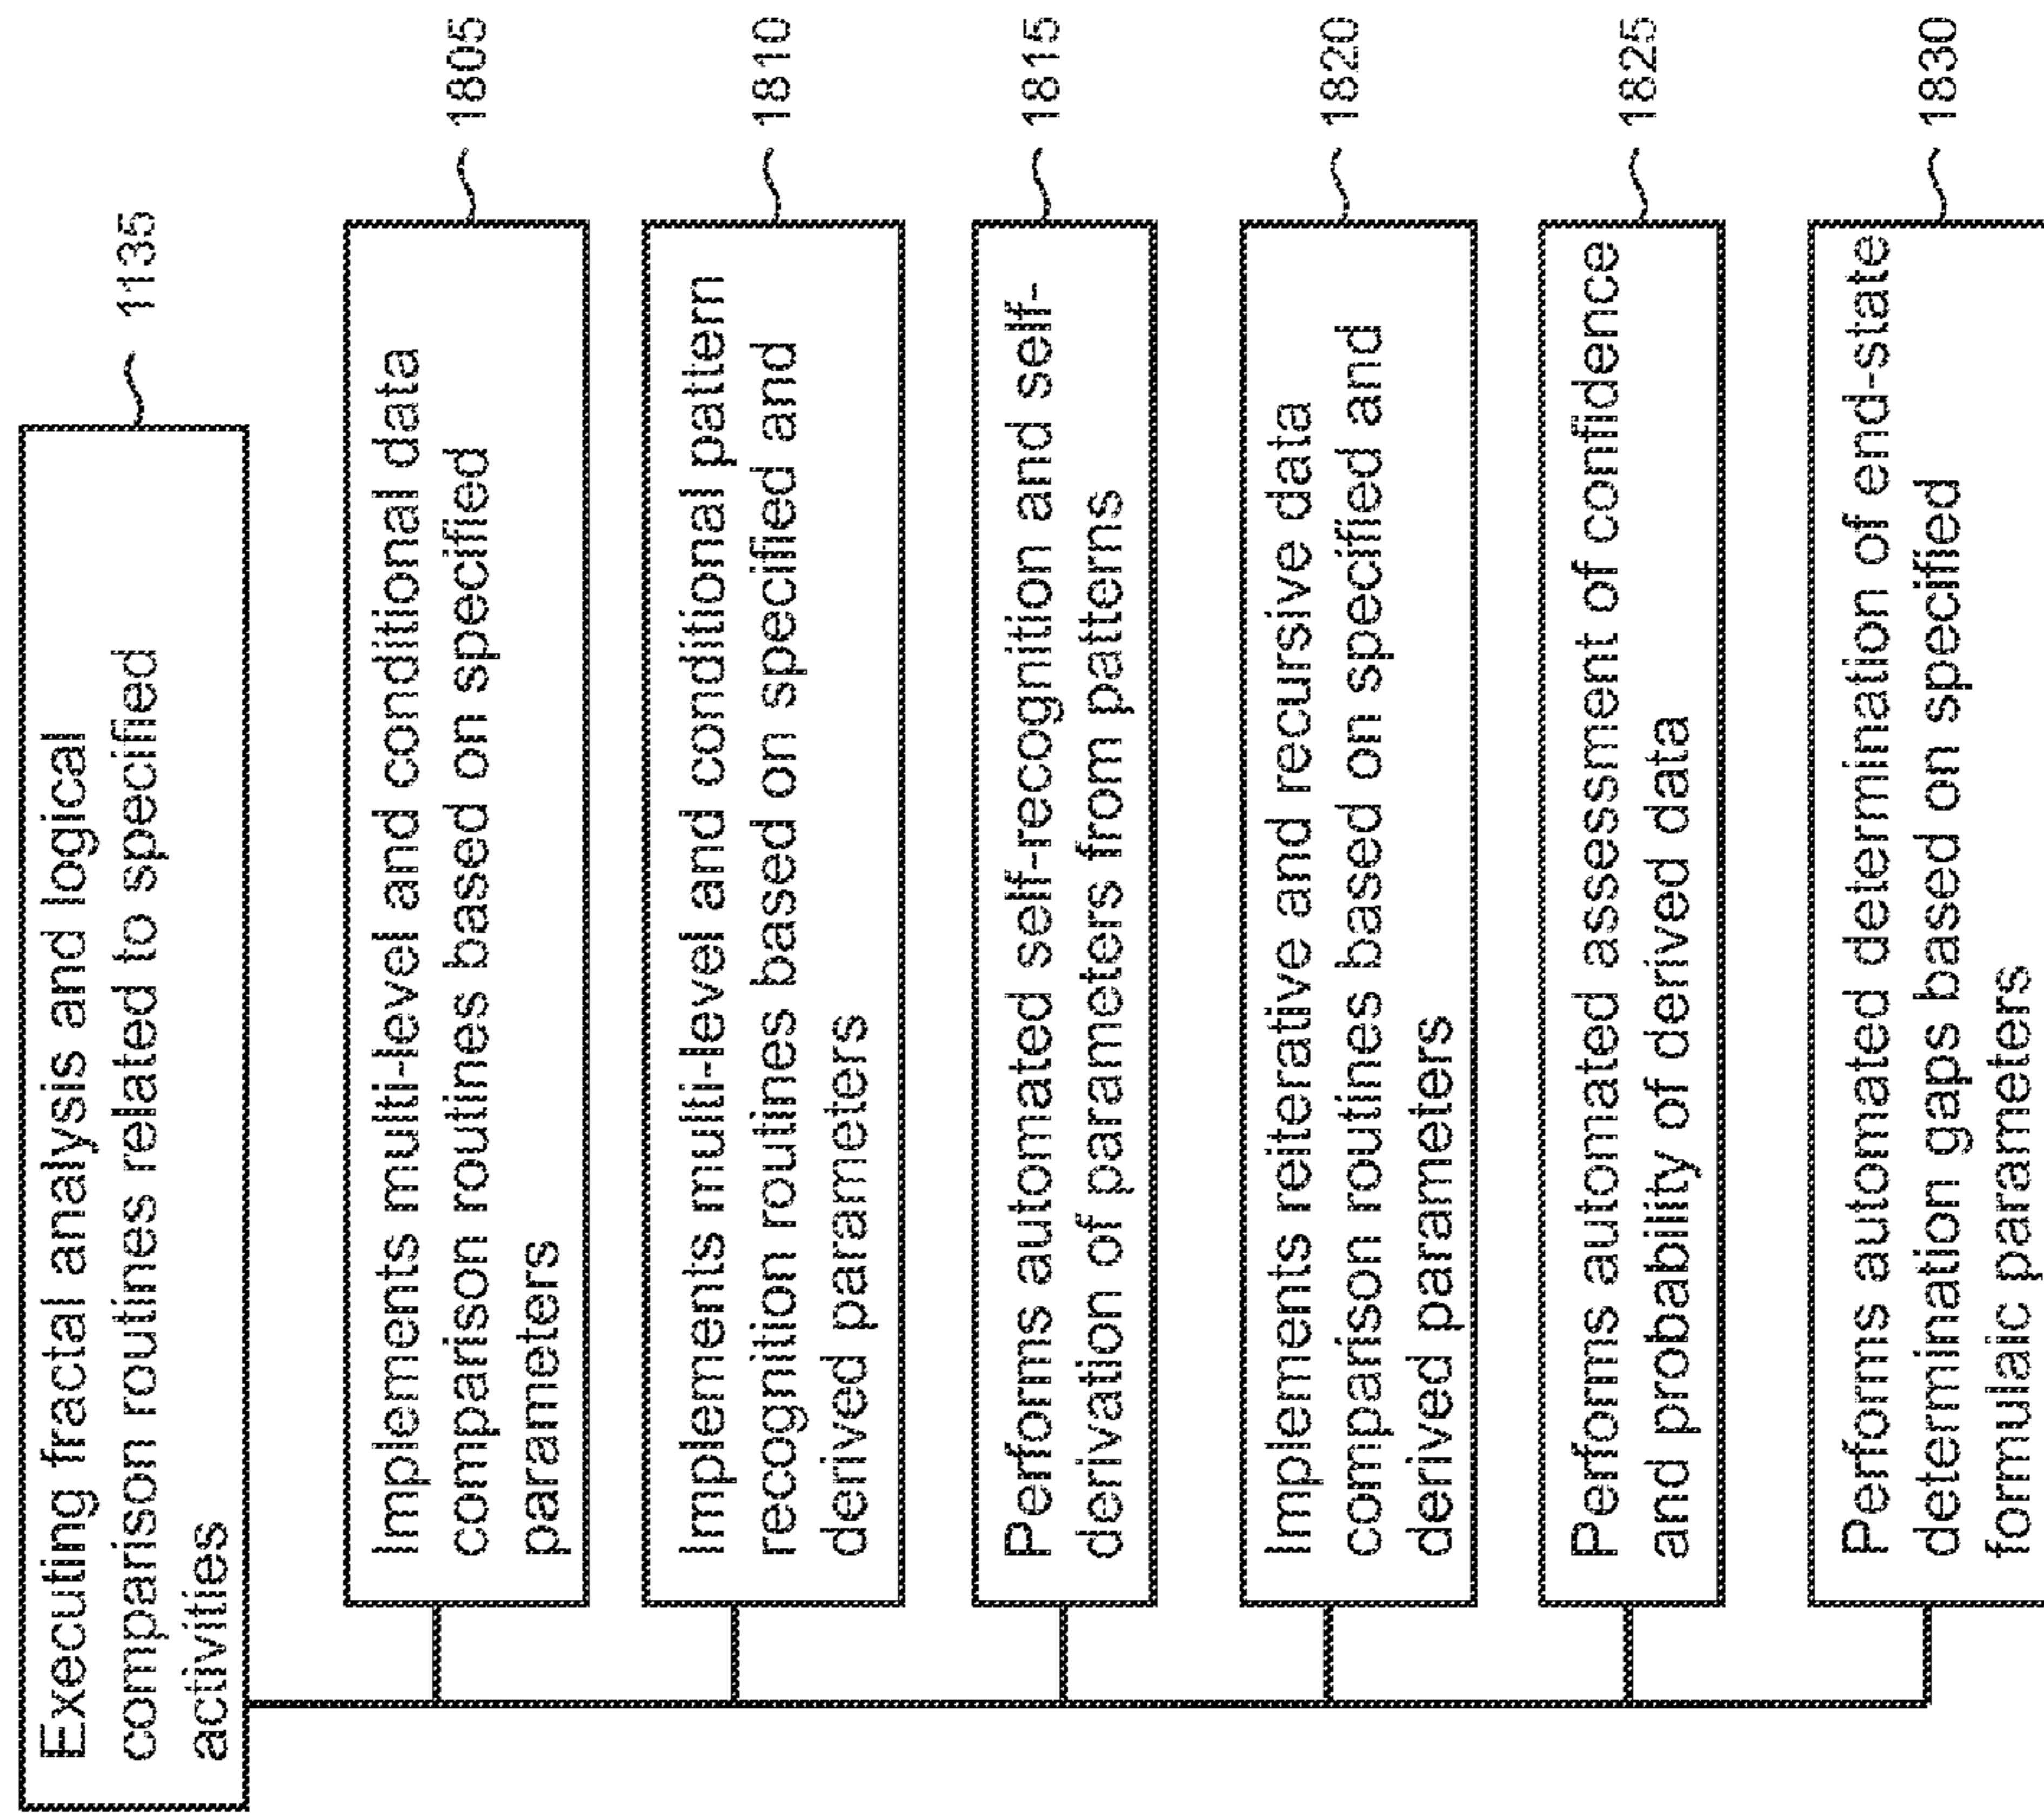 Executing fractal analysis and logical
comparison routines related to specified
activities
1135
Implements multi-level and conditional data
comparison routines based on specified
parameters
1805
Implements multi-level and conditional pattern
recognition routines based on specified and
derived parameters
1810
Performs automated self-recognition and self-
derivation of parameters from patterns
1815
Implements reiterative and recursive data
comparison routines based on specified and
derived parameters
1820
Performs automated assessment of confidence
and probability of derived data
1825
Performs automated determination of end-state
determination gaps based on specified
formulaic parameters
1830